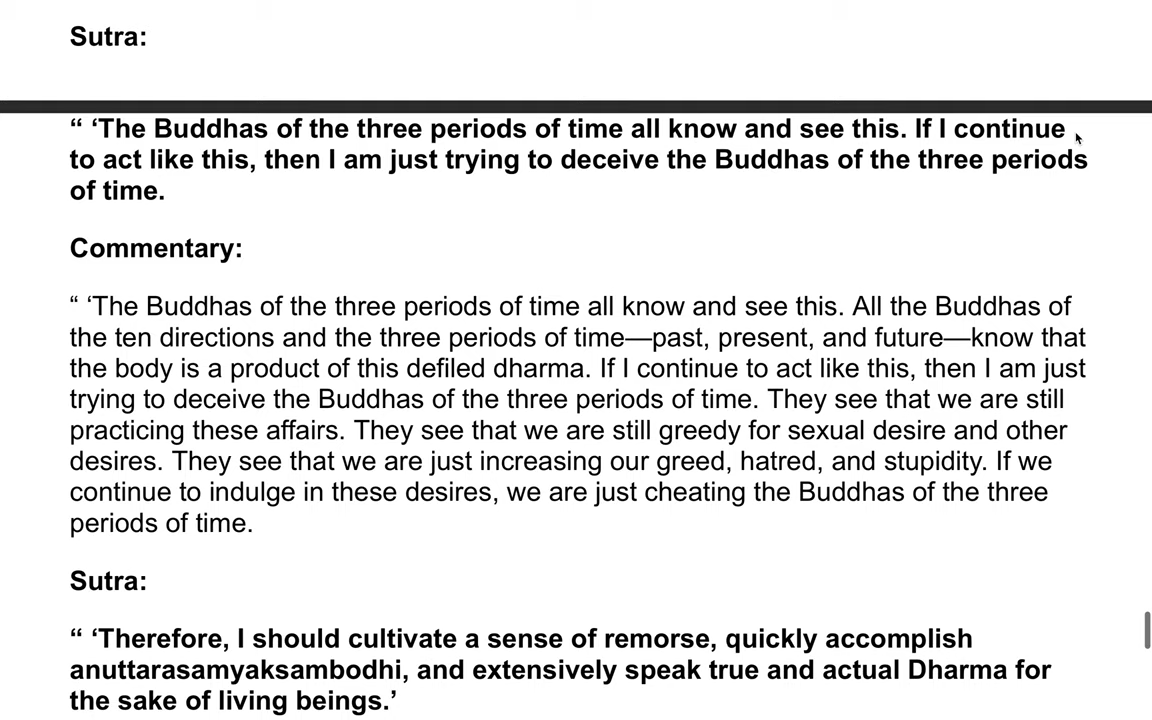 Sutra:
“ ‘The Buddhas of the three periods of time all know and see this. If I continue
to act like this, then I am just trying to deceive the Buddhas of the three periods
of time.
Commentary:
“ ‘The Buddhas of the three periods of time all know and see this. All the Buddhas of
the ten directions and the three periods of time—past, present, and future—know that
the body is a product of this defiled dharma. If I continue to act like this, then I am just
trying to deceive the Buddhas of the three periods of time. They see that we are still
practicing these affairs. They see that we are still greedy for sexual desire and other
desires. They see that we are just increasing our greed, hatred, and stupidity. If we
continue to indulge in these desires, we are just cheating the Buddhas of the three
periods of time.
Sutra:
“ ‘Therefore, I should cultivate a sense of remorse, quickly accomplish
anuttarasamyaksambodhi, and extensively speak true and actual Dharma for
the sake of living beings.’